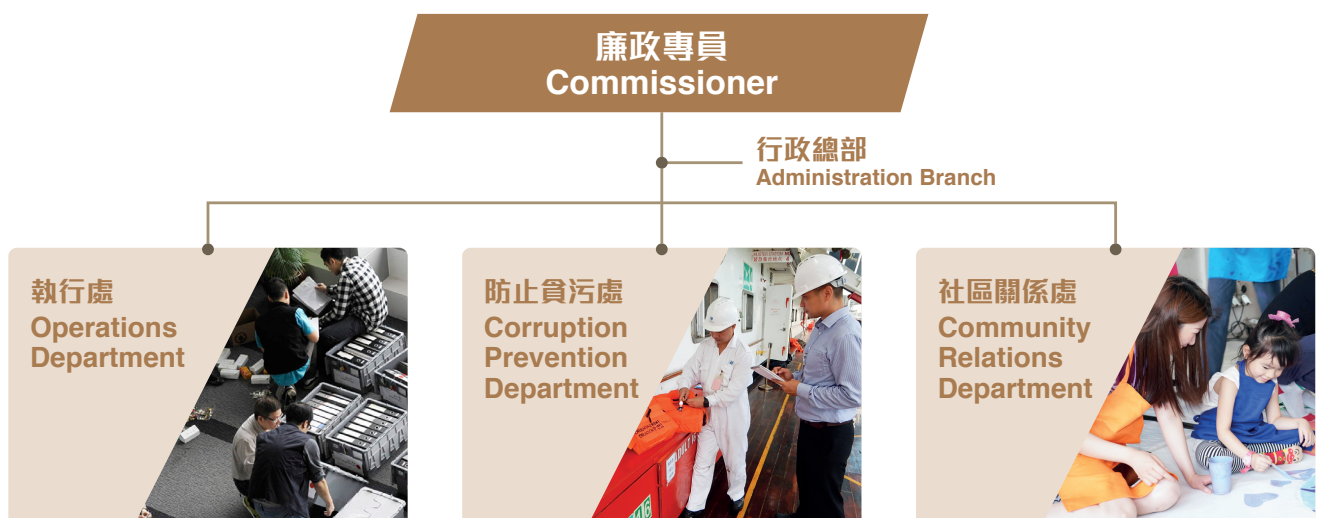 廉政專員
Commissioner
行政總部
Administration Branch
執行處
Operations
Department
防止貪污處
Corruption
Prevention
Department
社區關係處
Community
Relations
Department